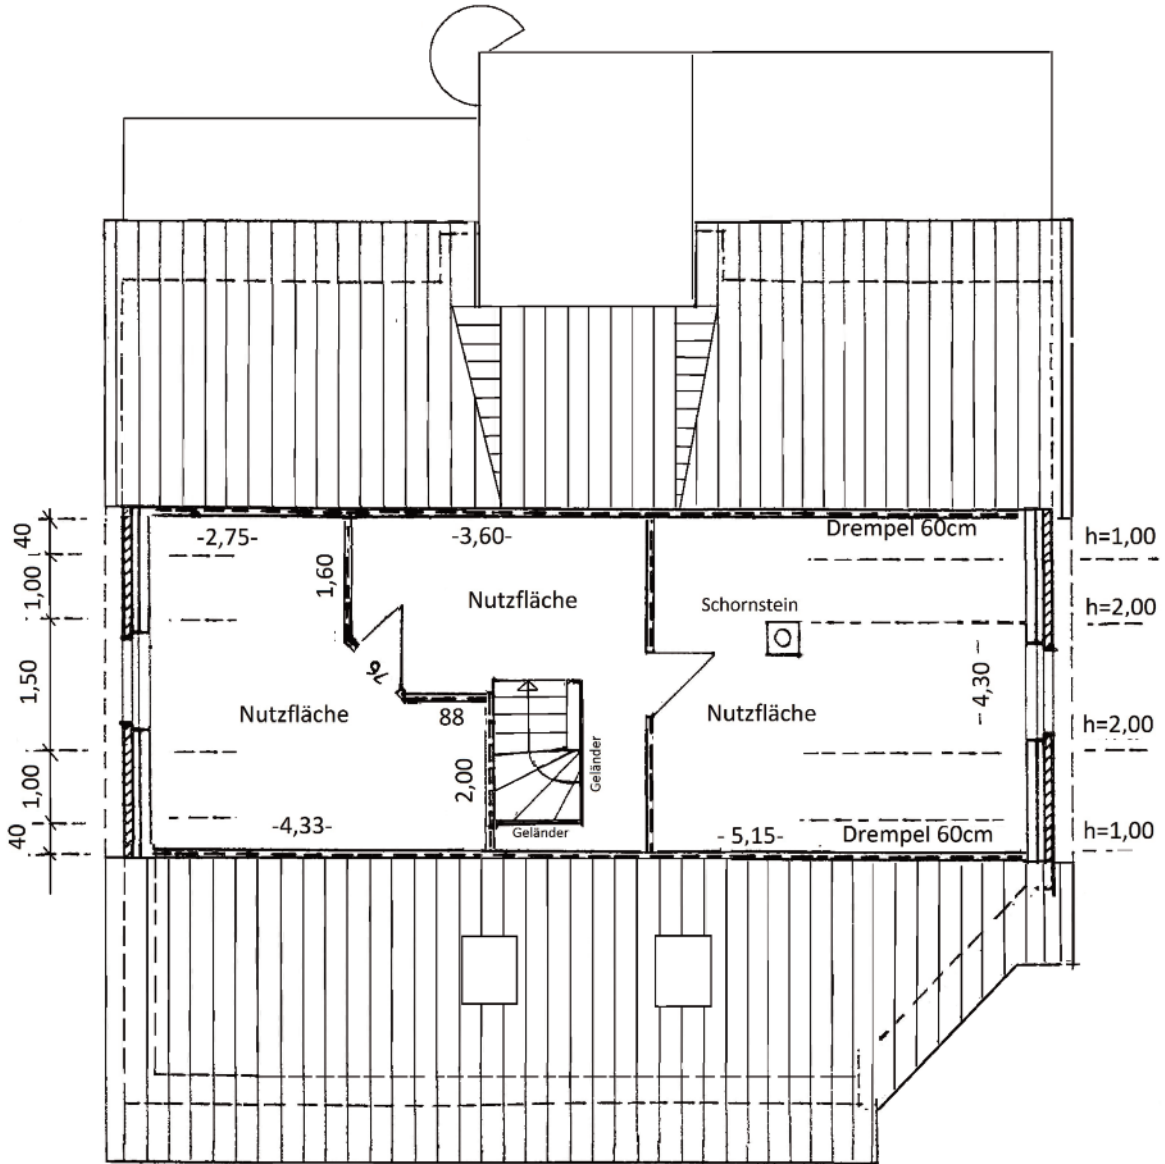 40
1,00
1,50
1,00
40
-2,75-
-3,60-
Drempel 60cm
h=1,00
1,60
Nutzfläche
Schornstein
h=2,00
76
-4,30-
Nutzfläche
88
Nutzfläche
h=2,00
2,00
Geländer
-4,33-
Geländer
- 5,15-
Drempel 60cm
h=1,00